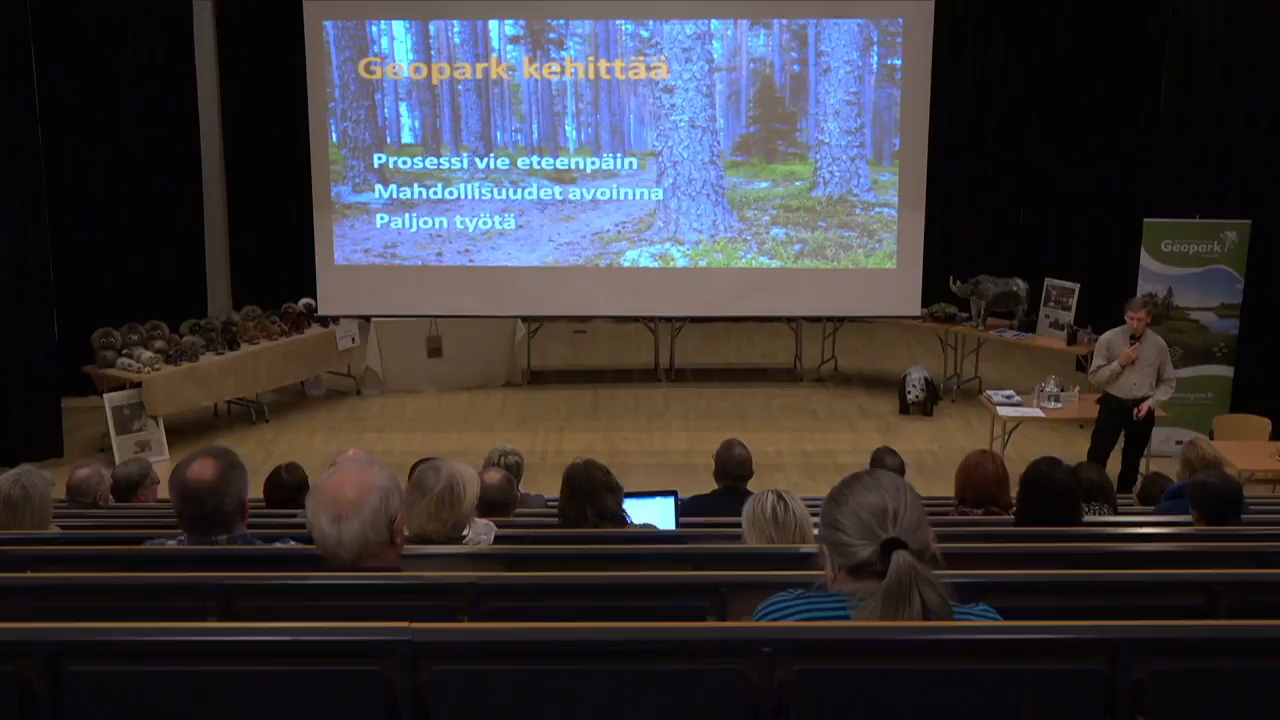 Geopark kehittää
Prosessi vie eteenpäin
Mahdollisuudet avoinna
Paljon työtä
Geopark